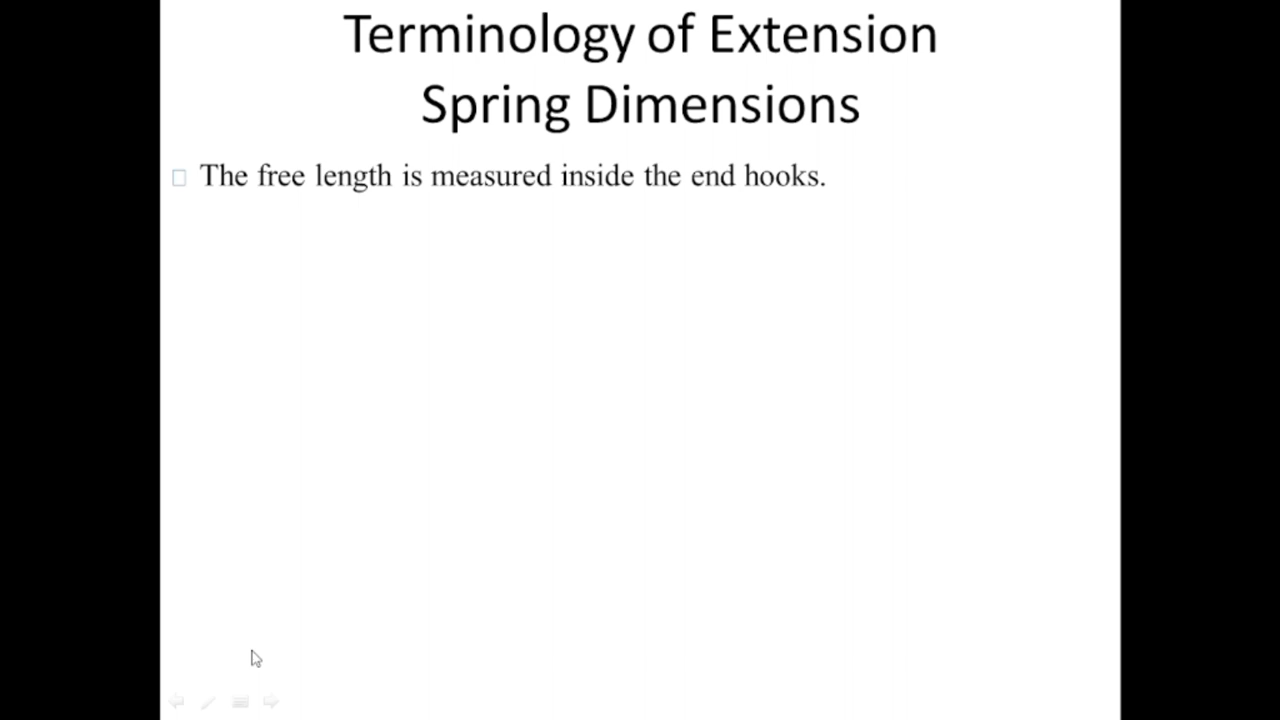 Terminology of Extension
Spring Dimensions
The free length is measured inside the end hooks.